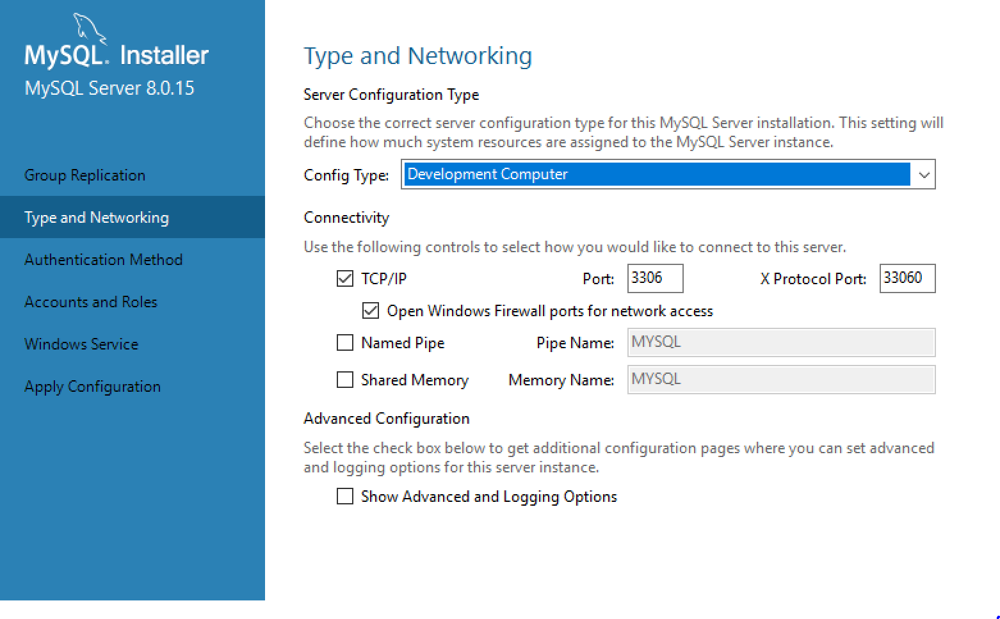 MySQL. Installer
MySQL Server 8.0.15
Group Replication
Type and Networking
Authentication Method
Accounts and Roles
Windows Service
Apply Configuration
Type and Networking
Server Configuration Type
Choose the correct server configuration type for this MySQL Server installation. This setting will
define how much system resources are assigned to the MySQL Server instance.
Config Type: Development Computer
Connectivity
Use the following controls to select how you would like to connect to this server.
TCP/IP Port: 3306 X Protocol Port: 33060
Open Windows Firewall ports for network access
Named Pipe Pipe Name: MYSQL
Shared Memory Memory Name: MYSQL
Advanced Configuration
Select the check box below to get additional configuration pages where you can set advanced
and logging options for this server instance.
Show Advanced and Logging Options